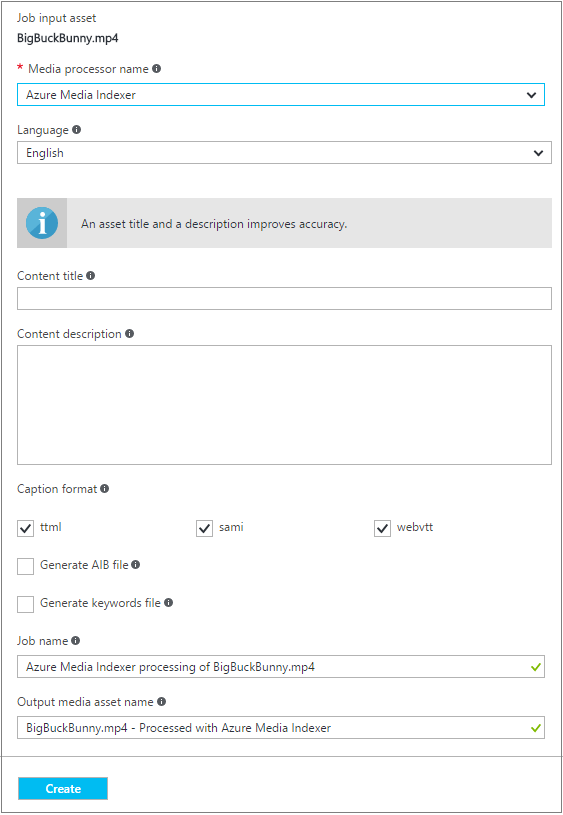 Job input asset
BigBuckBunny.mp4
* Media processor name
Azure Media Indexer
Language
English
An asset title and a description improves accuracy.
Content title
Content description
Caption format
ttml sami webvtt
Generate AIB file
Generate keywords file
Job name
Azure Media Indexer processing of BigBuckBunny.mp4
Output media asset name
BigBuckBunny.mp4 - Processed with Azure Media Indexer
Create